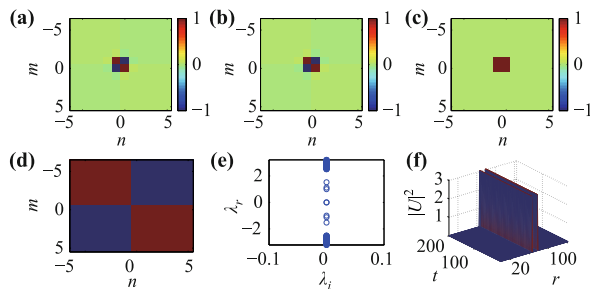 (a) (b) (c)
−5 1 −5 1 −5 1
m 0 0 m 0 0 m 0 0
5 −1 5 −1 5 −1
−5 0 5 −5 0 5 −5 0 5
n n n
(d) (e) (f)
−5 2 3
m 0 λr 0 |U|² 2
5 −2 1
−5 0 5 −0.1 0 0.1 200 100 20 100
n λi t r